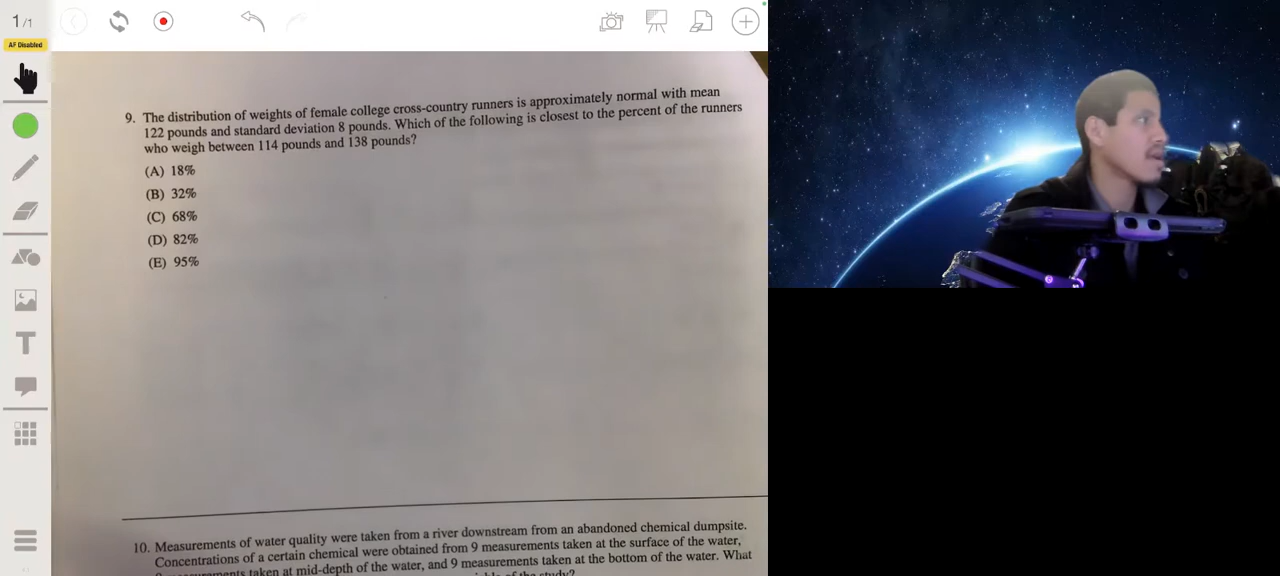 1/1
AF Disabled
T
9. The distribution of weights of female college cross-country runners is approximately normal with mean
122 pounds and standard deviation 8 pounds. Which of the following is closest to the percent of the runners
who weigh between 114 pounds and 138 pounds?
(A) 18%
(B) 32%
(C) 68%
(D) 82%
(E) 95%
10. Measurements of water quality were taken from a river downstream from an abandoned chemical dumpsite.
Concentrations of a certain chemical were obtained from 9 measurements taken at the surface of the water,
measurements taken at mid-depth of the water, and 9 measurements taken at the bottom of the water. What
of the study?